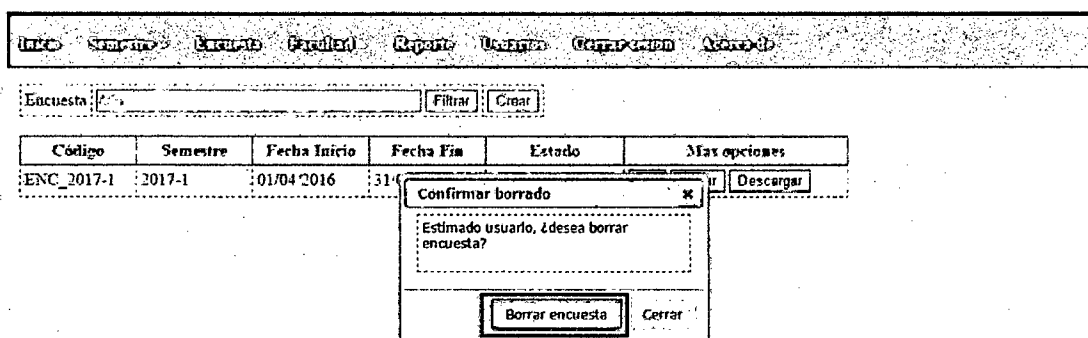 Inicio Semestre Encuesta Facultad Reporte Usuarios Cerrar sesion Acerca de
Encuesta Filtrar Crear
Código Semestre Fecha Inicio Fecha Fin Estado Mas opciones
ENC_2017-1 2017-1 01/04/2016 Descargar
Confirmar borrado ×
Estimado usuario, ¿desea borrar
encuesta?
Borrar encuesta Cerrar